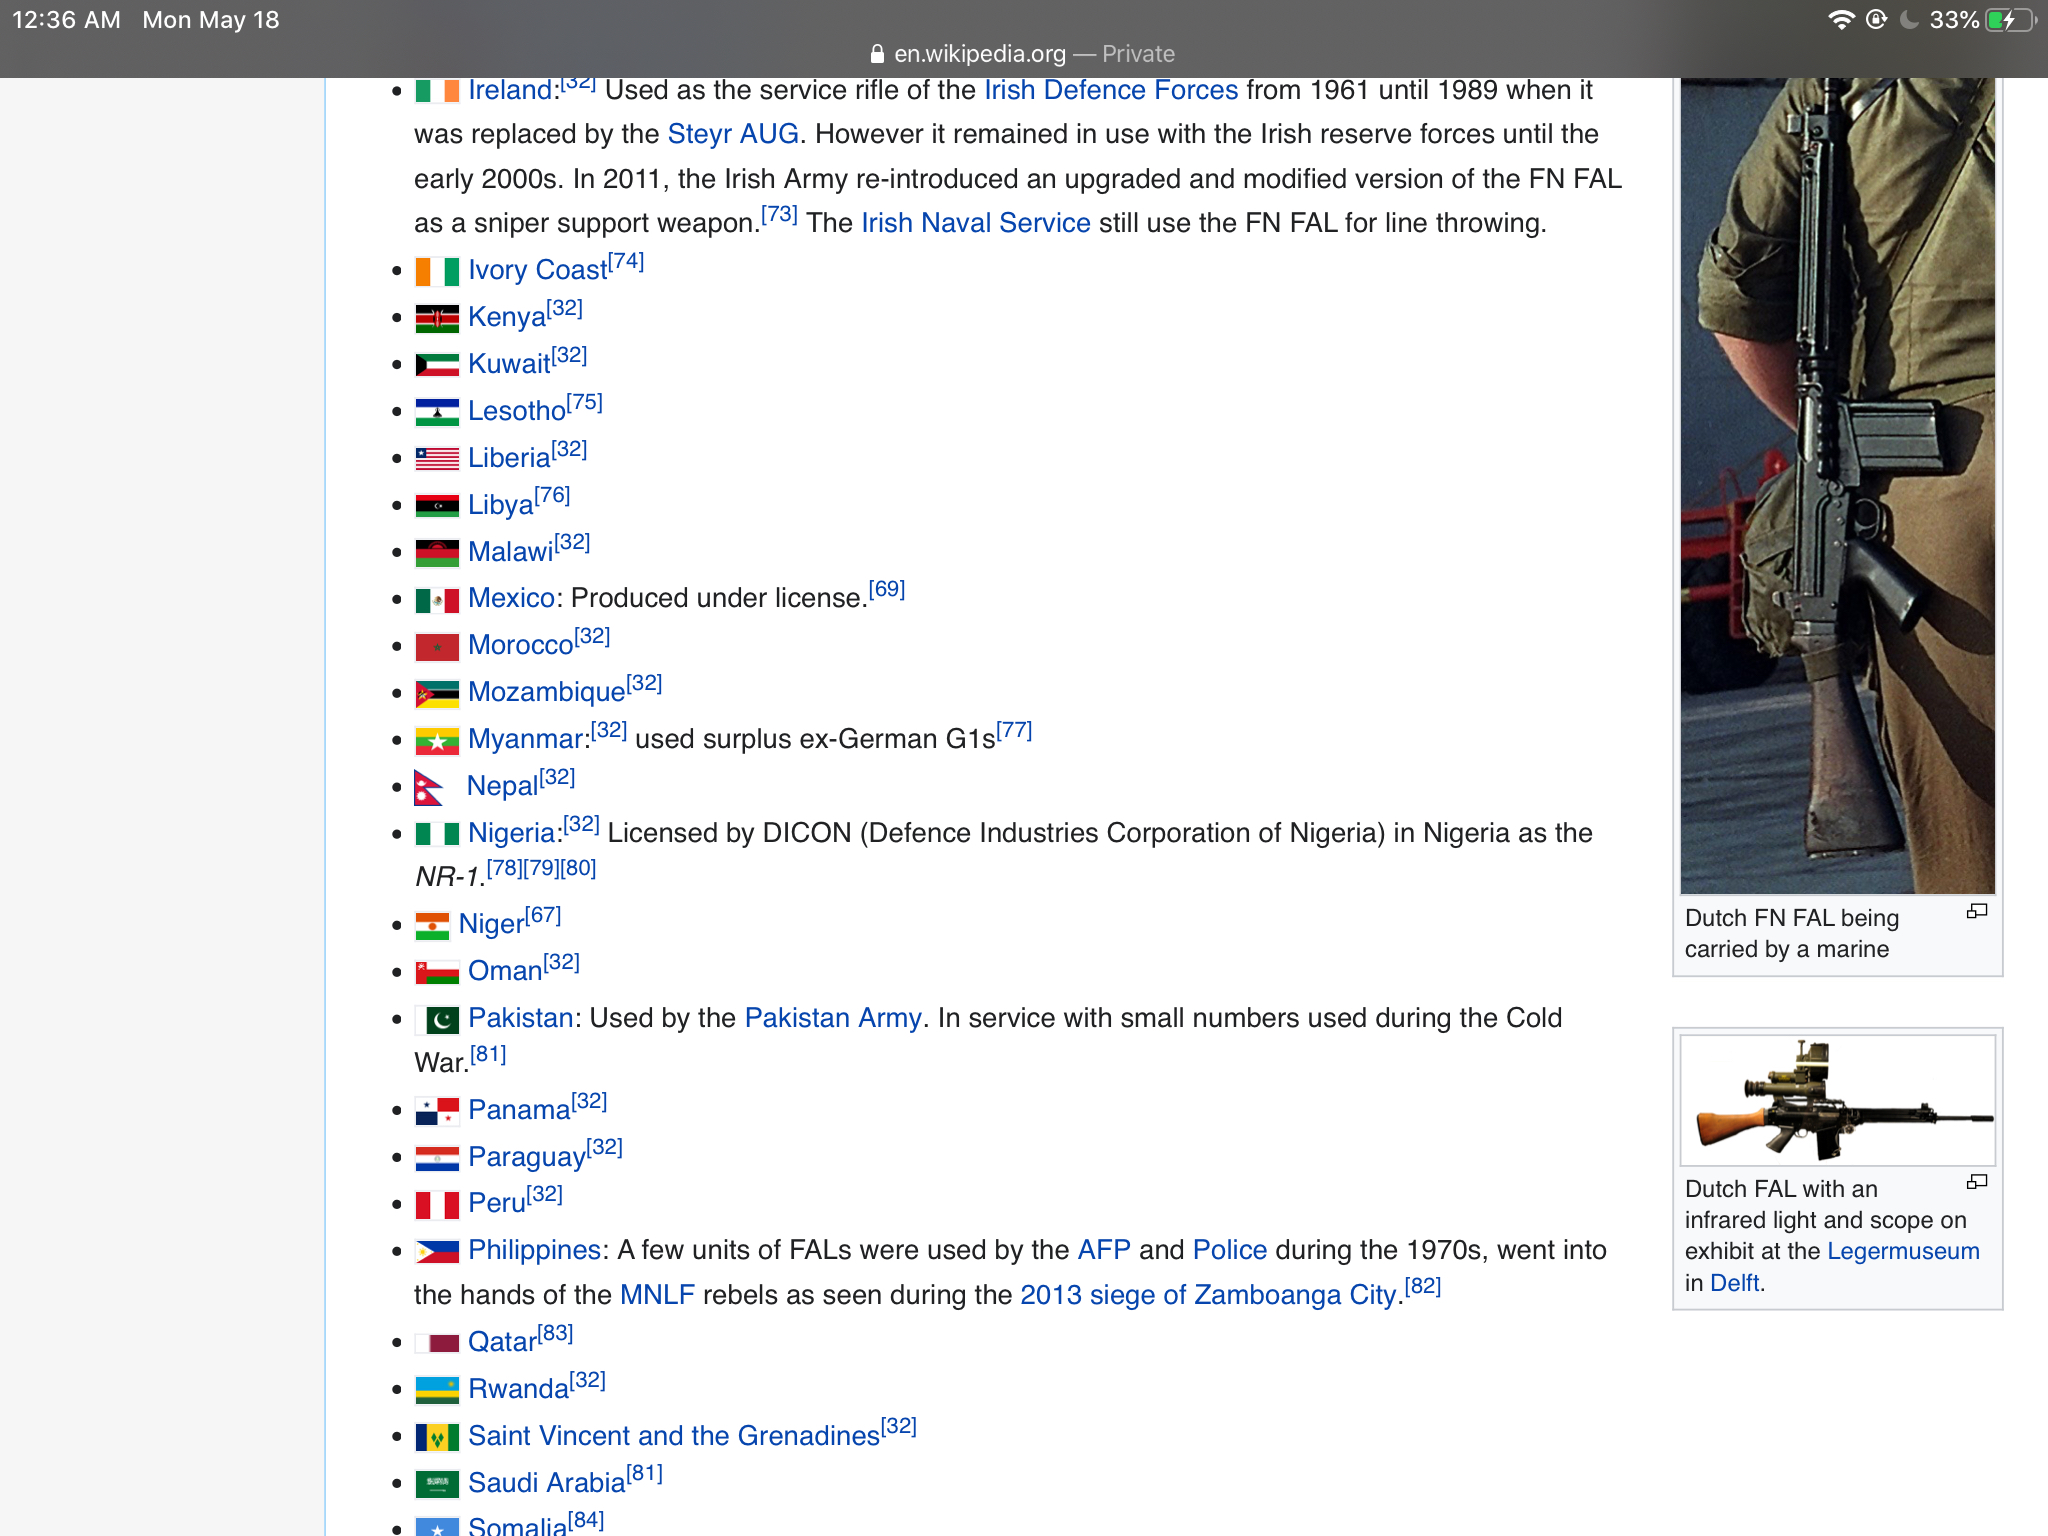 12:36 AM Mon May 18
33%
en.wikipedia.org — Private
Ireland:[32] Used as the service rifle of the Irish Defence Forces from 1961 until 1989 when it
was replaced by the Steyr AUG. However it remained in use with the Irish reserve forces until the
early 2000s. In 2011, the Irish Army re-introduced an upgraded and modified version of the FN FAL
as a sniper support weapon.[73] The Irish Naval Service still use the FN FAL for line throwing.
Ivory Coast[74]
Kenya[32]
Kuwait[32]
Lesotho[75]
Liberia[32]
Libya[76]
Malawi[32]
Mexico: Produced under license.[69]
Morocco[32]
Mozambique[32]
Myanmar:[32] used surplus ex-German G1s[77]
Nepal[32]
Nigeria:[32] Licensed by DICON (Defence Industries Corporation of Nigeria) in Nigeria as the
NR-1.[78][79][80]
Niger[67]
Oman[32]
Pakistan: Used by the Pakistan Army. In service with small numbers used during the Cold
War.[81]
Panama[32]
Paraguay[32]
Peru[32]
Philippines: A few units of FALs were used by the AFP and Police during the 1970s, went into
the hands of the MNLF rebels as seen during the 2013 siege of Zamboanga City.[82]
Qatar[83]
Rwanda[32]
Saint Vincent and the Grenadines[32]
Saudi Arabia[81]
Somalia[84]
Dutch FN FAL being
carried by a marine
Dutch FAL with an
infrared light and scope on
exhibit at the Legermuseum
in Delft.